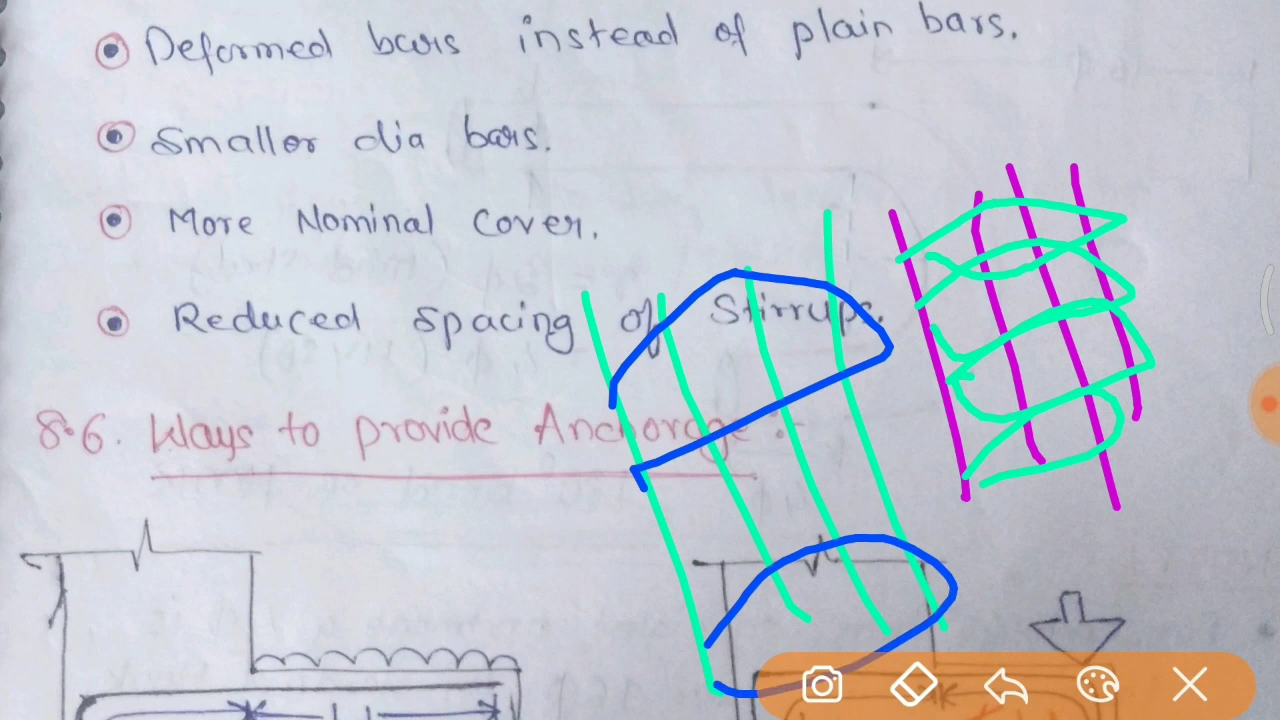 Deformed bars instead of plain bars.
Smaller dia bars.
More Nominal Cover.
Reduced spacing of Stirrups.
8.6. Ways to provide Anchorage :-